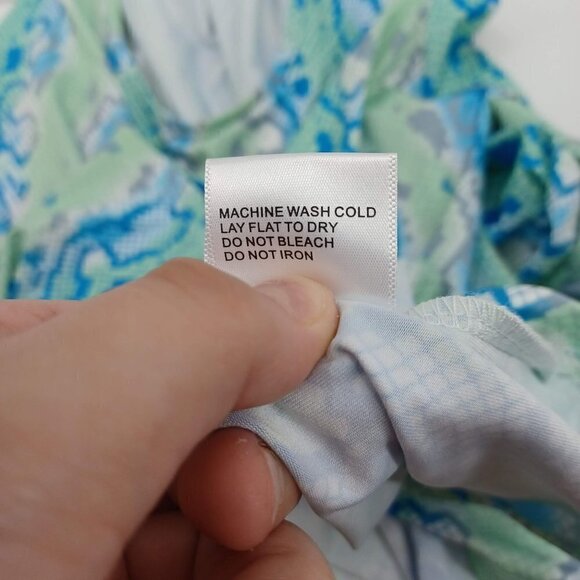 MACHINE WASH COLD
LAY FLAT TO DRY
DO NOT BLEACH
DO NOT IRON